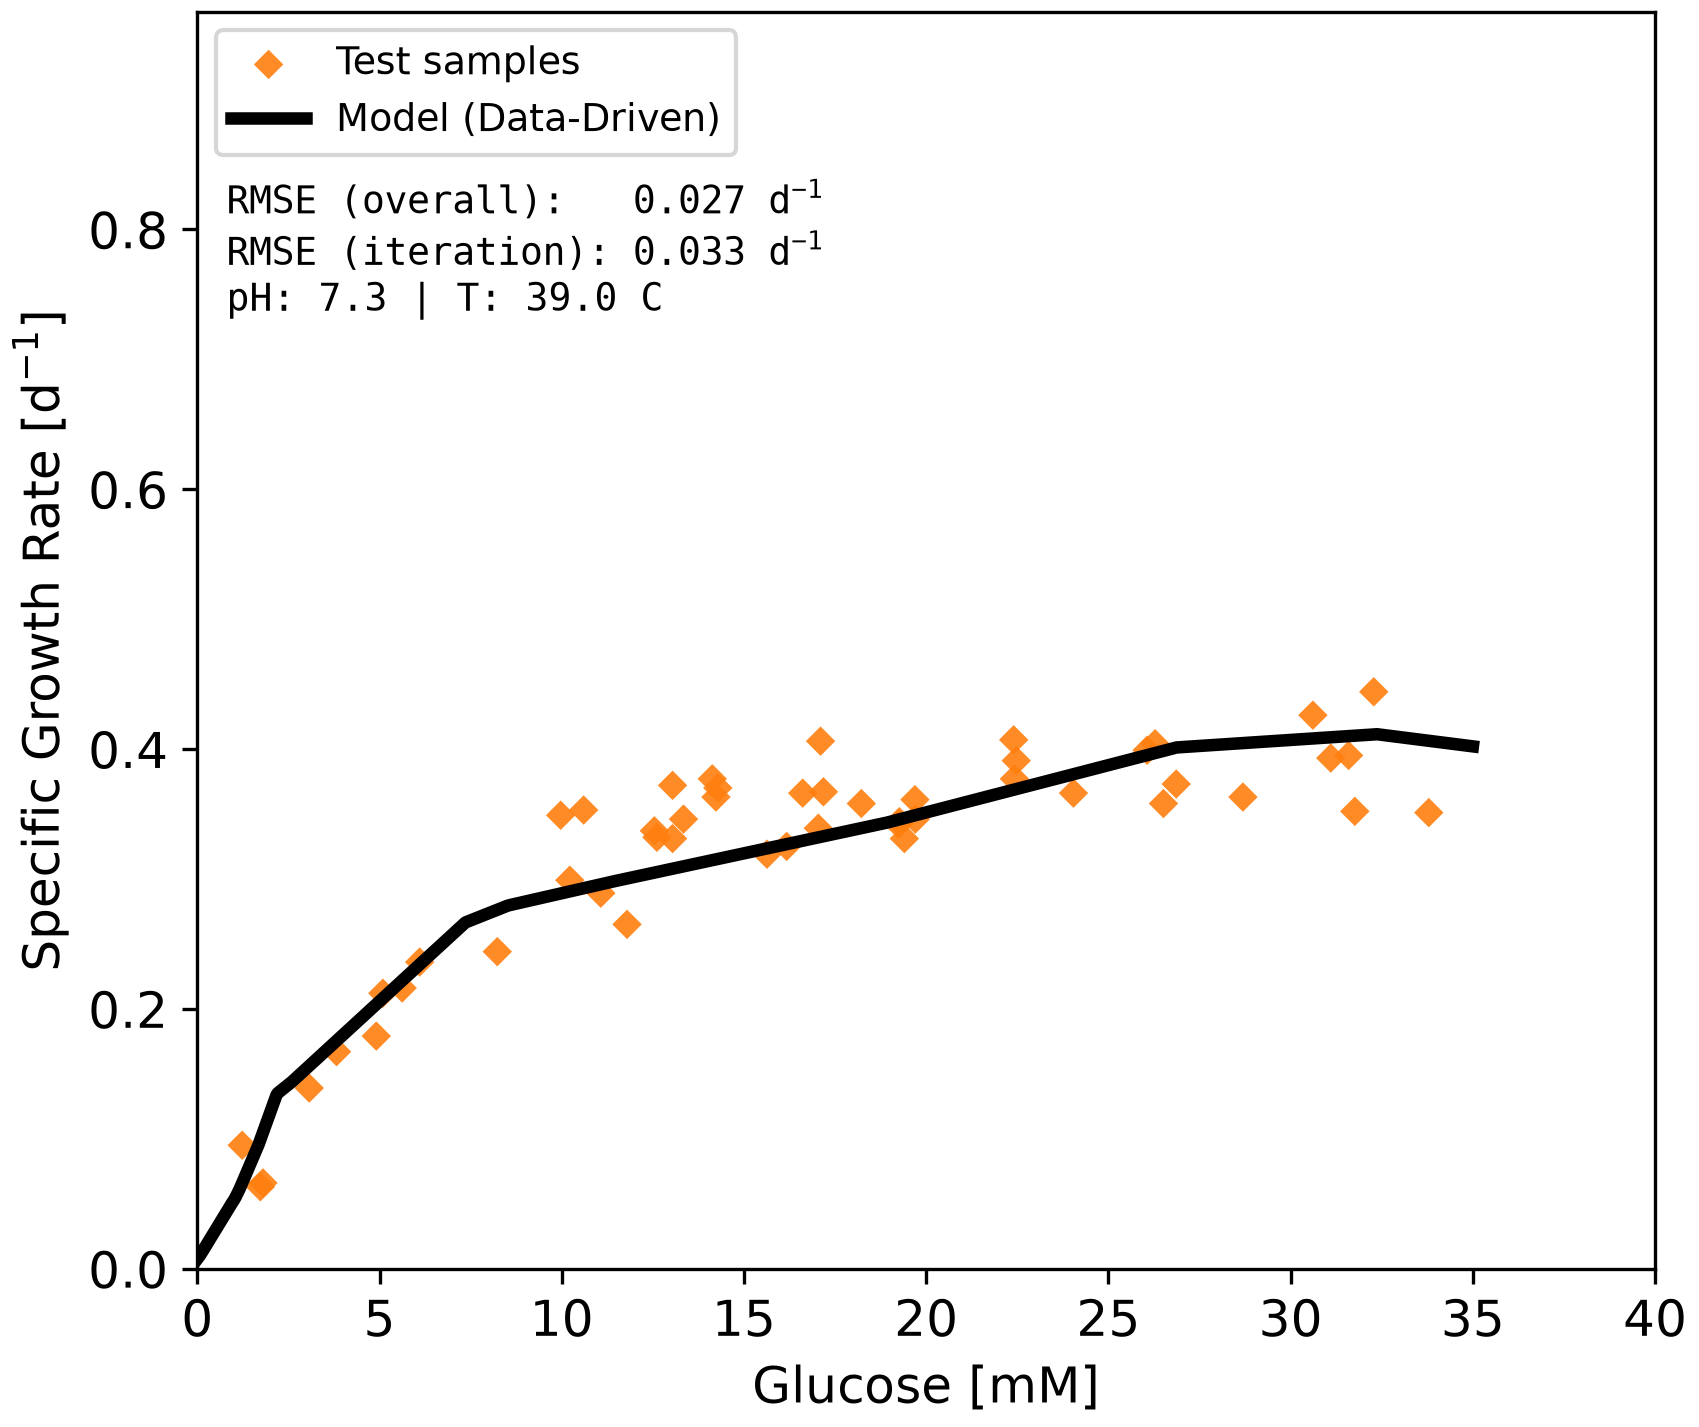 Test samples
Model (Data-Driven)
RMSE (overall):   0.027 d⁻¹
RMSE (iteration): 0.033 d⁻¹
pH: 7.3 | T: 39.0 C
Specific Growth Rate [d⁻¹]
0.8
0.6
0.4
0.2
0.0
0 5 10 15 20 25 30 35 40
Glucose [mM]